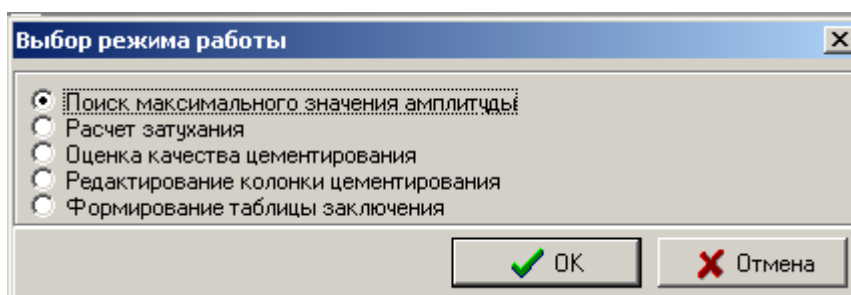 Выбор режима работы
Поиск максимального значения амплитуды
Расчет затухания
Оценка качества цементирования
Редактирование колонки цементирования
Формирование таблицы заключения
OK
Отмена